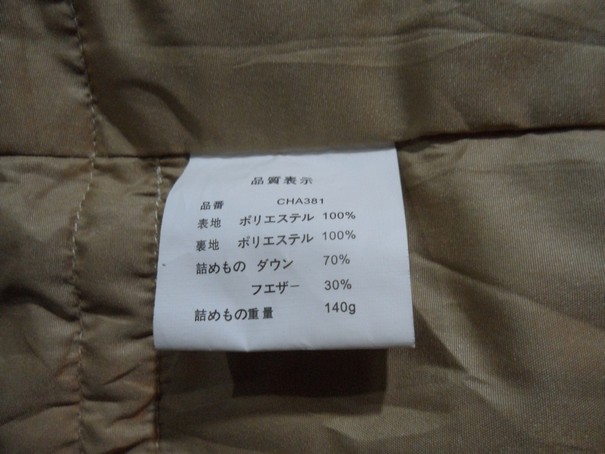 品質表示
品番 CHA381
表地 ポリエステル 100%
裏地 ポリエステル 100%
詰めもの ダウン 70%
フエザー 30%
詰めもの重量 140g